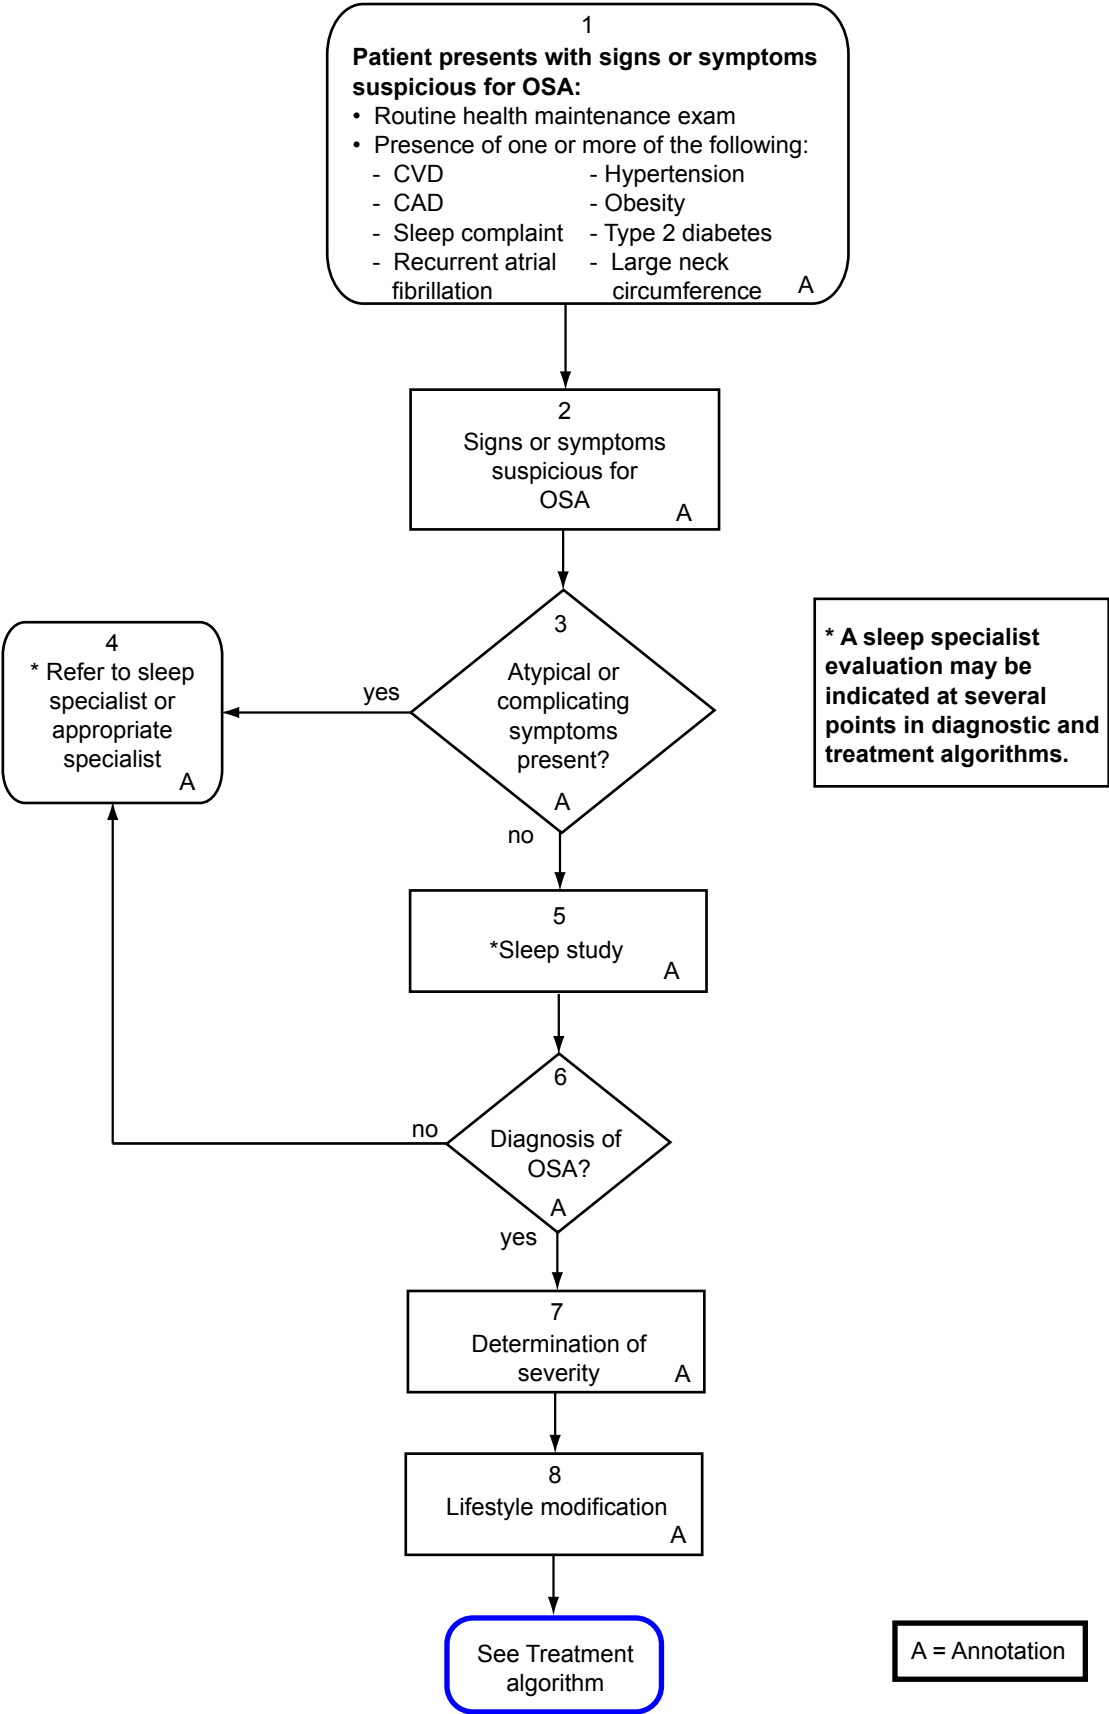 1
Patient presents with signs or symptoms
suspicious for OSA:
• Routine health maintenance exam
• Presence of one or more of the following:
- CVD - Hypertension
- CAD - Obesity
- Sleep complaint - Type 2 diabetes
- Recurrent atrial - Large neck
fibrillation circumference A
2
Signs or symptoms
suspicious for
OSA
A
3
Atypical or
complicating
symptoms
present?
A
yes
no
4
* Refer to sleep
specialist or
appropriate
specialist
A
* A sleep specialist
evaluation may be
indicated at several
points in diagnostic and
treatment algorithms.
5
*Sleep study
A
6
Diagnosis of
OSA?
A
no
yes
7
Determination of
severity
A
8
Lifestyle modification
A
See Treatment
algorithm
A = Annotation